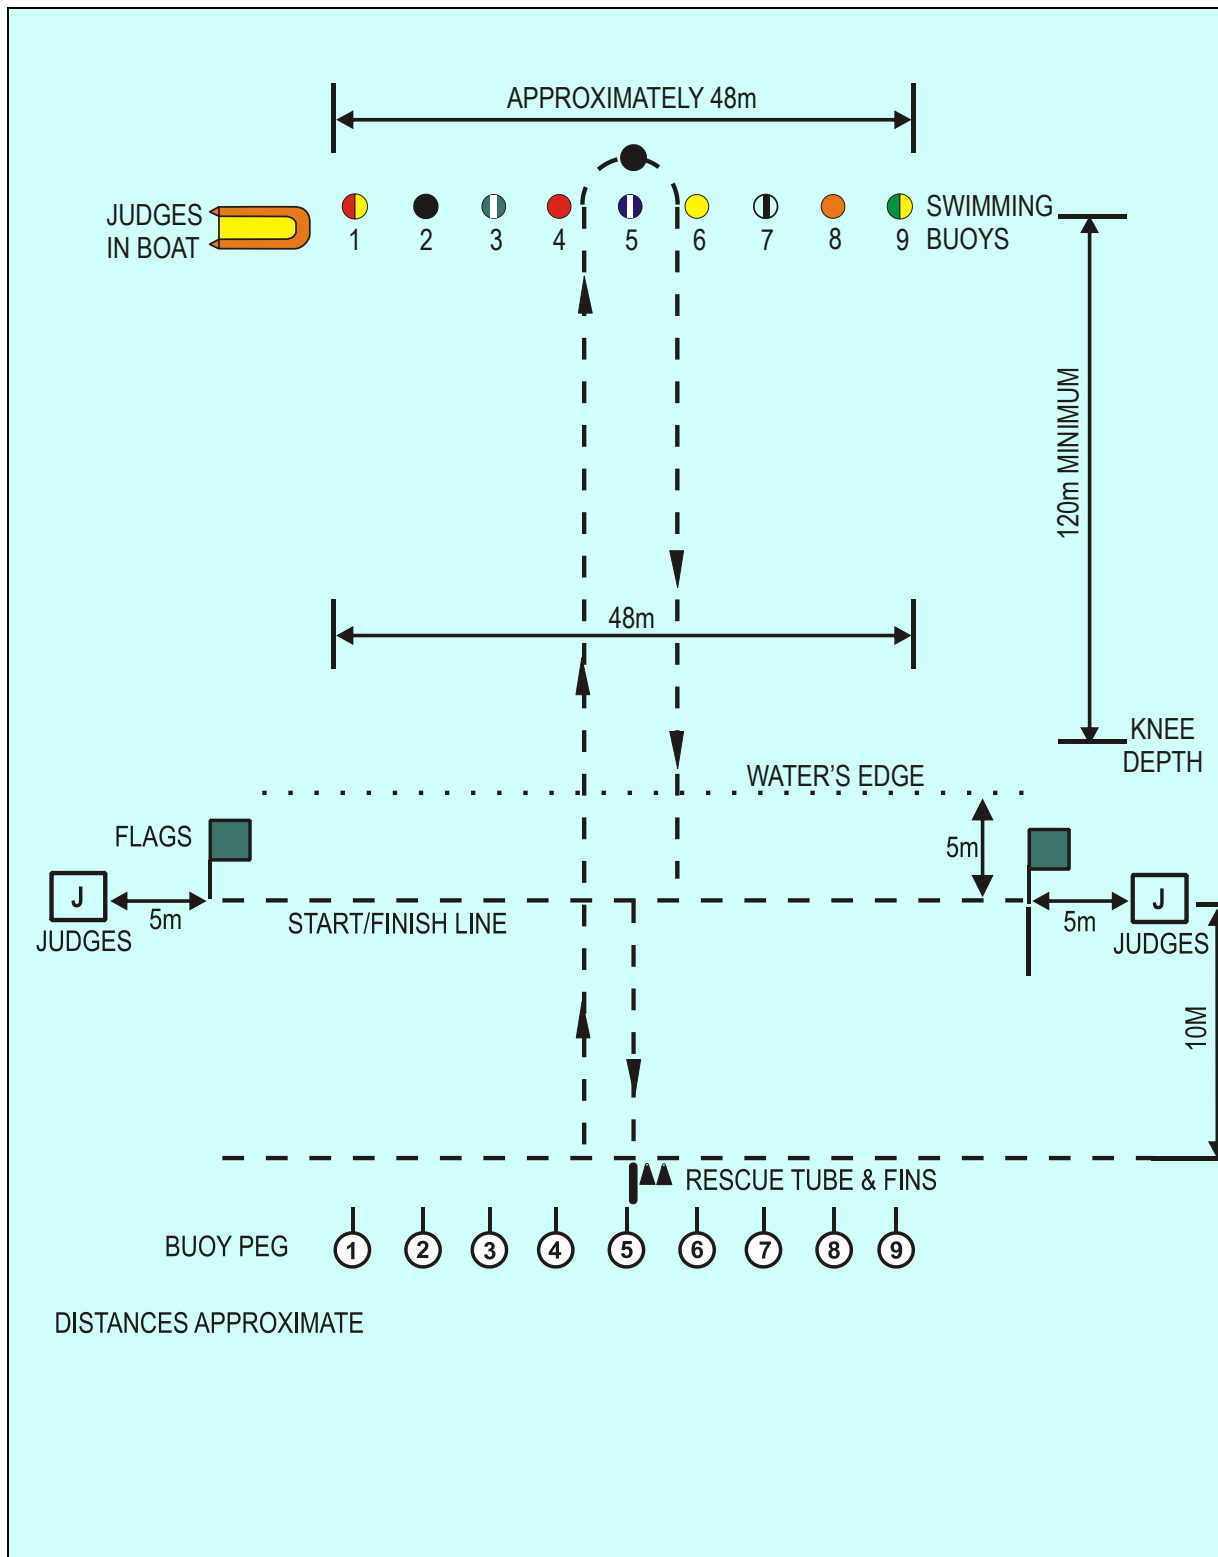 APPROXIMATELY 48m
JUDGES
IN BOAT
1 2 3 4 5 6 7 8 9
SWIMMING
BUOYS
120m MINIMUM
48m
KNEE
DEPTH
WATER'S EDGE
FLAGS
5m
J
5m
JUDGES
START/FINISH LINE
5m
J
JUDGES
10M
RESCUE TUBE & FINS
BUOY PEG
1 2 3 4 5 6 7 8 9
DISTANCES APPROXIMATE